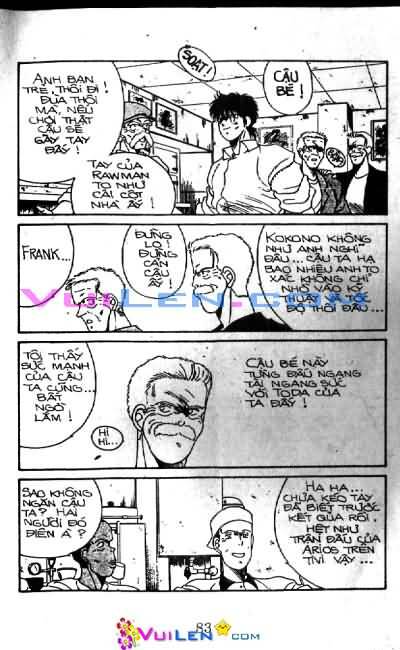 ANH BẠN
TRẺ, THÔI ĐI!
ĐÙA THÔI
MÀ, NẾU
CHƠI THẬT
CẬU SẼ
GÃY TAY
ĐẤY!
TAY CỦA
RAWMAN
TO NHƯ
CÁI CỘT
NHÀ ẤY!
SOẠT!
CẬU
BÉ!
FRANK...
ĐỪNG
LO!
ĐỪNG
CẢN
CẬU
ẤY!
KOKONO KHÔNG
NHƯ ANH NGHĨ
ĐÂU... CẬU TA HẠ
BAO NHIÊU ANH TO
XÁC KHÔNG CHỈ
NHỜ VÀO KỸ
THUẬT VÀ TỐC
ĐỘ THÔI ĐÂU...
VUILEN.COM
TÔI THẤY
SỨC MẠNH
CỦA CẬU
TA CŨNG...
BẤT
NGỜ
LẮM!
HI
HI...
CẬU BÉ NÀY
TỪNG ĐẤU NGANG
TÀI NGANG SỨC
VỚI TODA CỦA
TA ĐẤY!
SAO KHÔNG
NGĂN CẬU
TA? HAI
NGƯỜI ĐÓ
ĐIÊN À?
HA HA...
CHƯA KÉO TAY
ĐÃ BIẾT TRƯỚC
KẾT QUẢ RỒI.
HỆT NHƯ
TRẬN ĐẤU CỦA
ARIOS TRÊN
TIVI VẬY...
83
VUILEN.COM